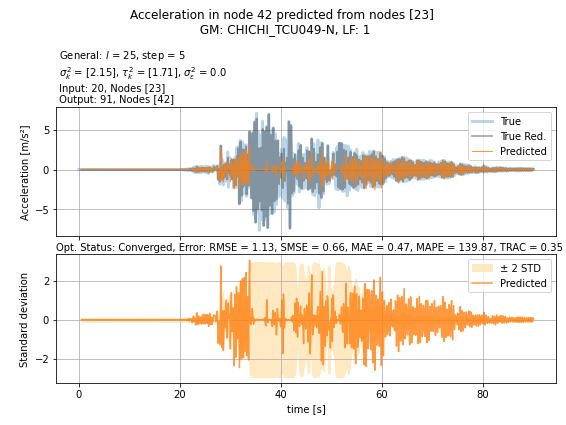 Acceleration in node 42 predicted from nodes [23]
GM: CHICHI_TCU049-N, LF: 1
General: l = 25, step = 5
σ²ₖ = [2.15], τ²ₖ = [1.71], σ²ε = 0.0
Input: 20, Nodes [23]
Output: 91, Nodes [42]
Acceleration [m/s²]
5
0
−5
True
True Red.
Predicted
Opt. Status: Converged, Error: RMSE = 1.13, SMSE = 0.66, MAE = 0.47, MAPE = 139.87, TRAC = 0.35
Standard deviation
2
0
−2
± 2 STD
Predicted
0 20 40 60 80
time [s]